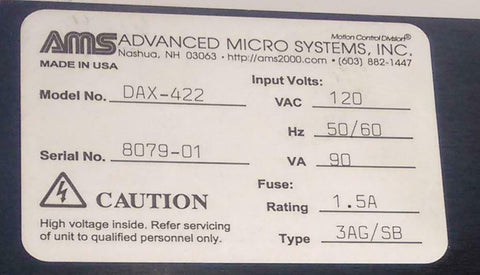 AMS ADVANCED MICRO SYSTEMS, INC.
Motion Control Division®
Nashua, NH 03063 • http://ams2000.com • (603) 882-1447
MADE IN USA
Model No. DAX-422
Serial No. 8079-01
CAUTION
High voltage inside. Refer servicing
of unit to qualified personnel only.
Input Volts:
VAC 120
Hz 50/60
VA 90
Fuse:
Rating 1.5A
Type 3AG/SB